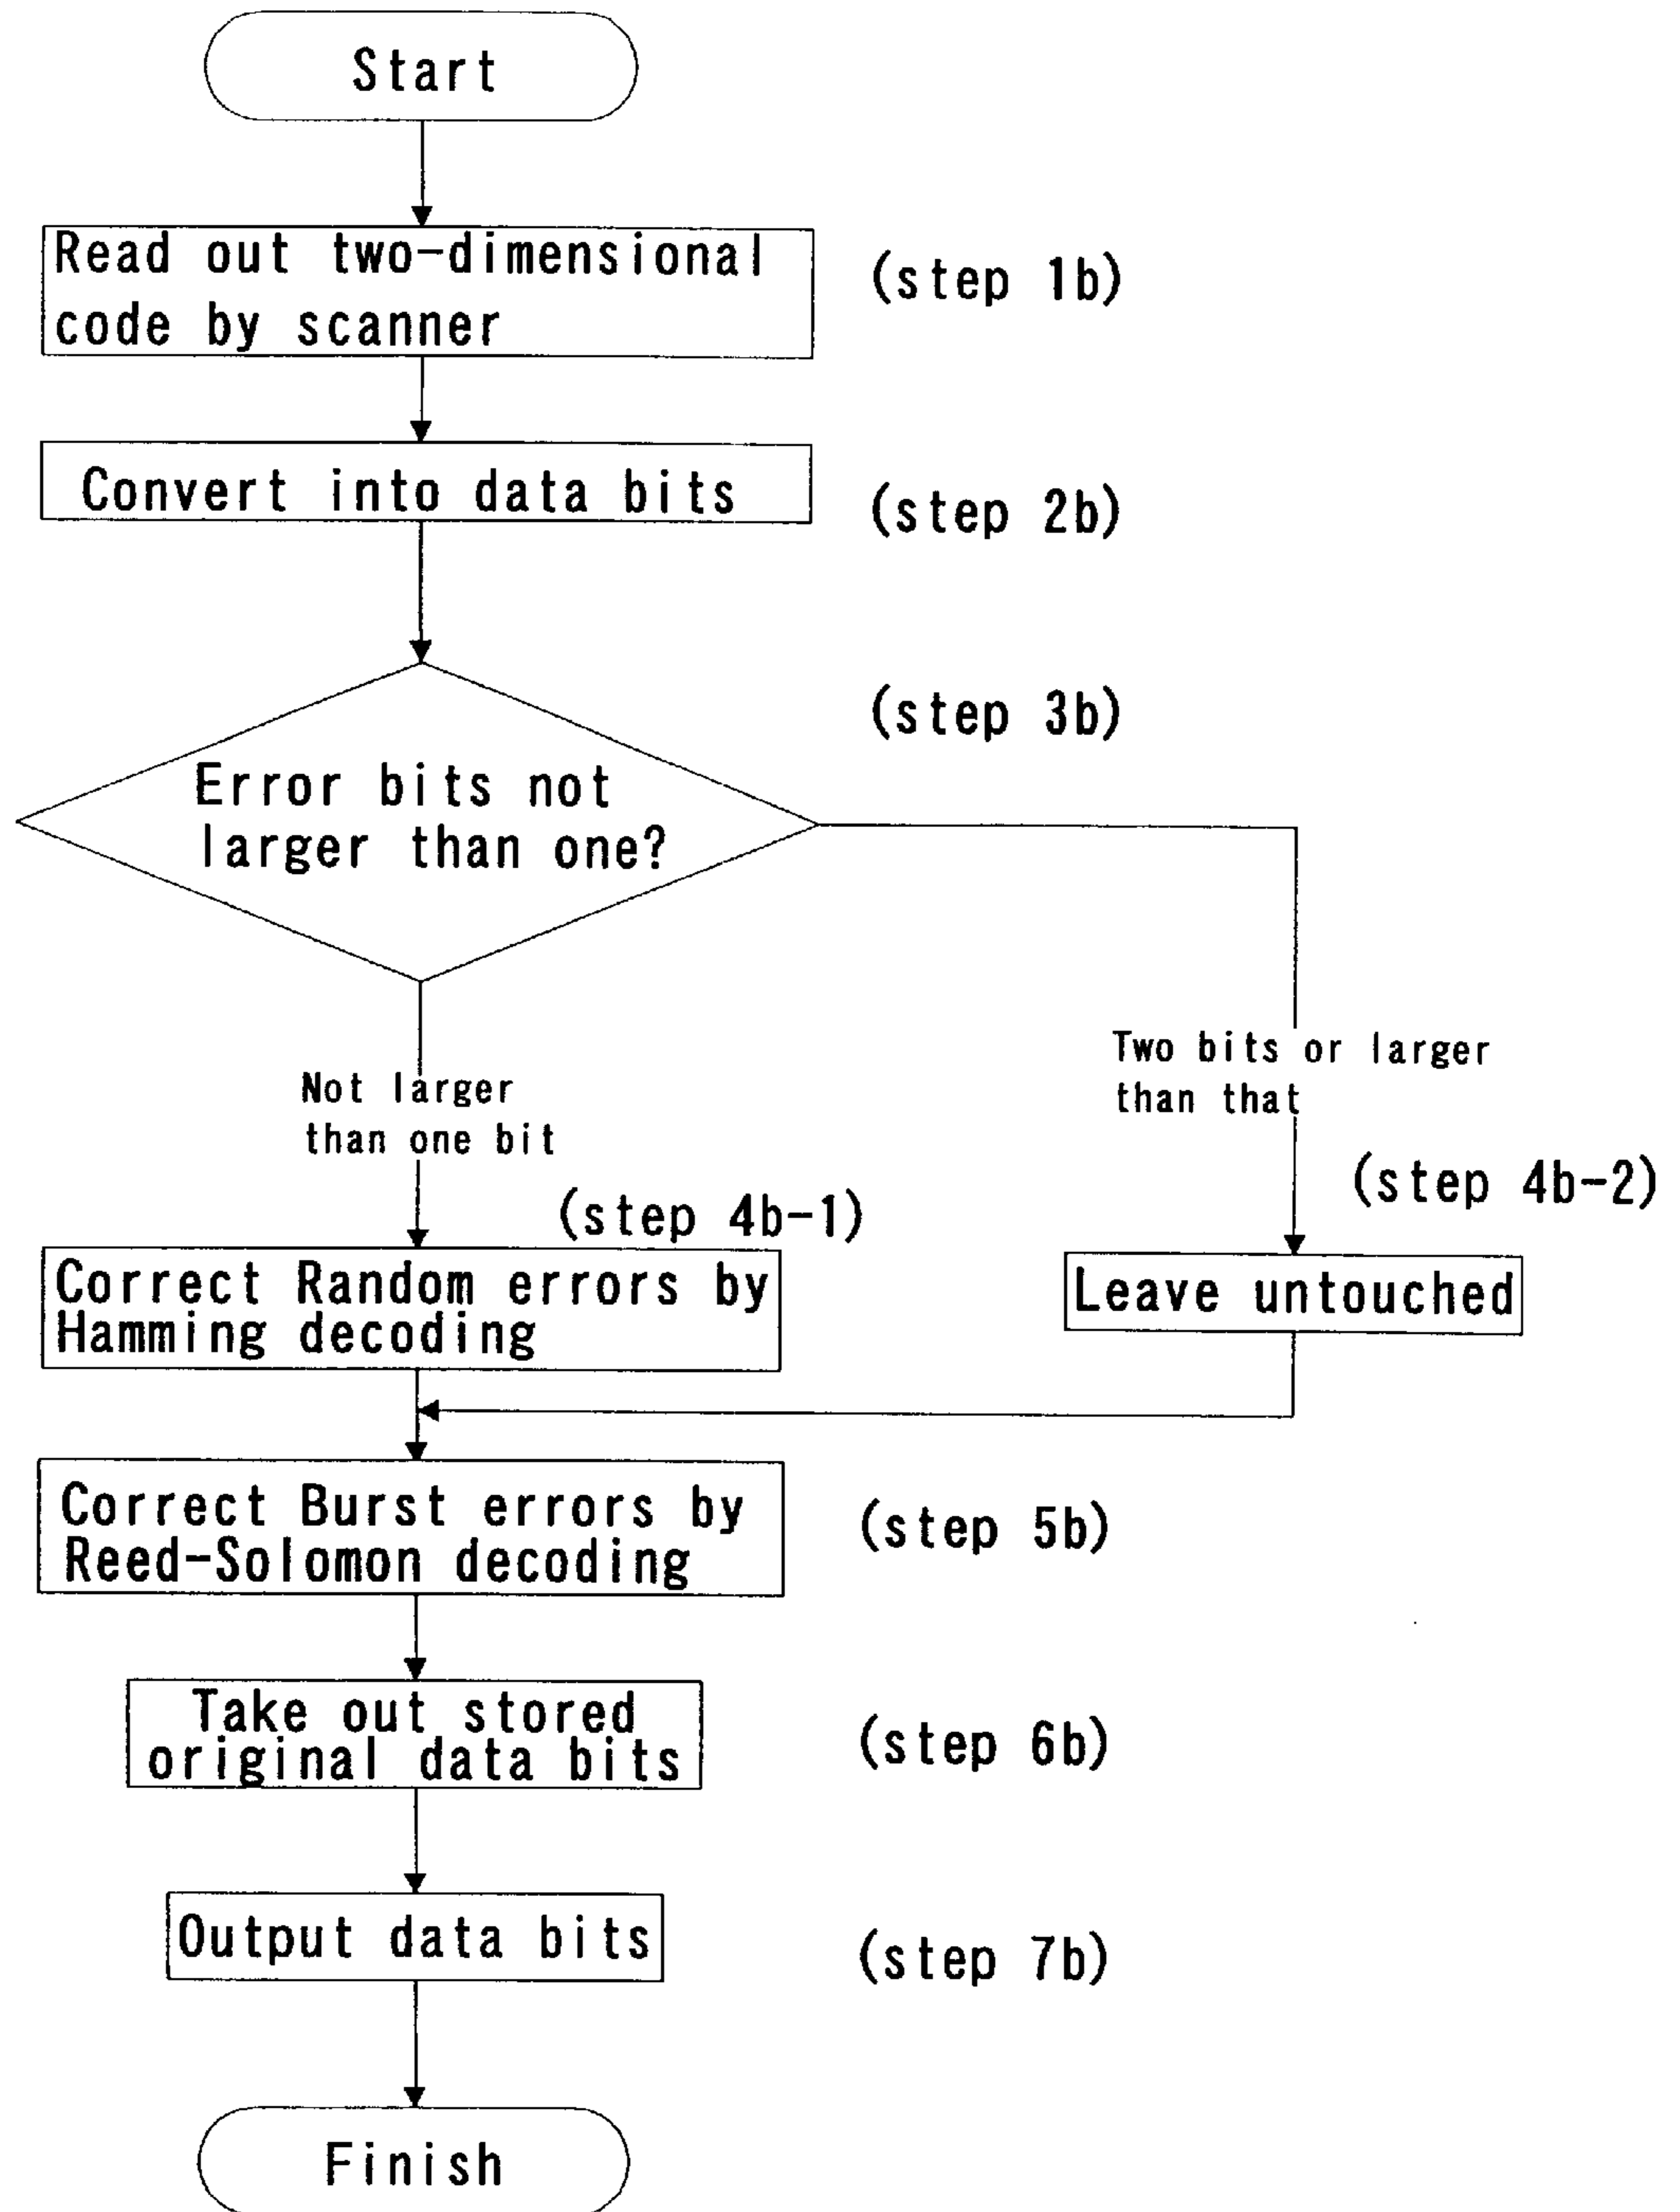 Start
Read out two-dimensional
code by scanner
(step 1b)
Convert into data bits
(step 2b)
(step 3b)
Error bits not
larger than one?
Two bits or larger
than that
Not larger
than one bit
(step 4b-2)
(step 4b-1)
Correct Random errors by
Hamming decoding
Leave untouched
Correct Burst errors by
Reed-Solomon decoding
(step 5b)
Take out stored
original data bits
(step 6b)
Output data bits
(step 7b)
Finish